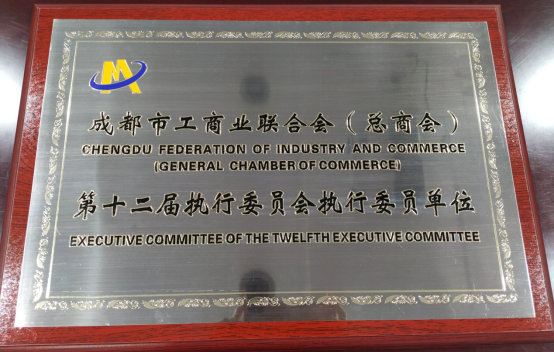 成都市工商业联合会（总商会）
CHENGDU FEDERATION OF INDUSTRY AND COMMERCE
(GENERAL CHAMBER OF COMMERCE)
第十二届执行委员会执行委员单位
EXECUTIVE COMMITTEE OF THE TWELFTH EXECUTIVE COMMITTEE